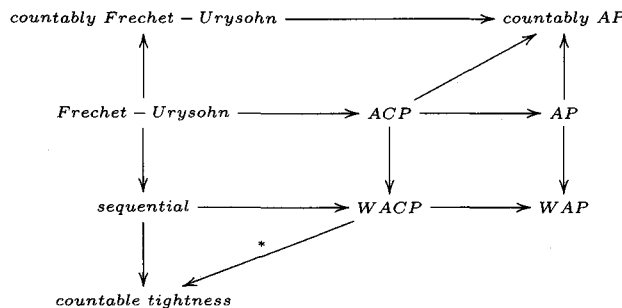 countably Frechet − Urysohn countably AP
Frechet − Urysohn ACP AP
sequential WACP WAP
*
countable tightness